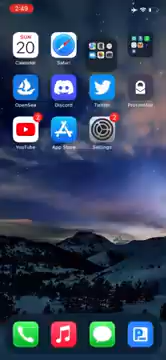 2:49
SUN
20
Calendar
Safari
OpenSea
Discord
Twitter
YouTube
2
App Store
Settings
2